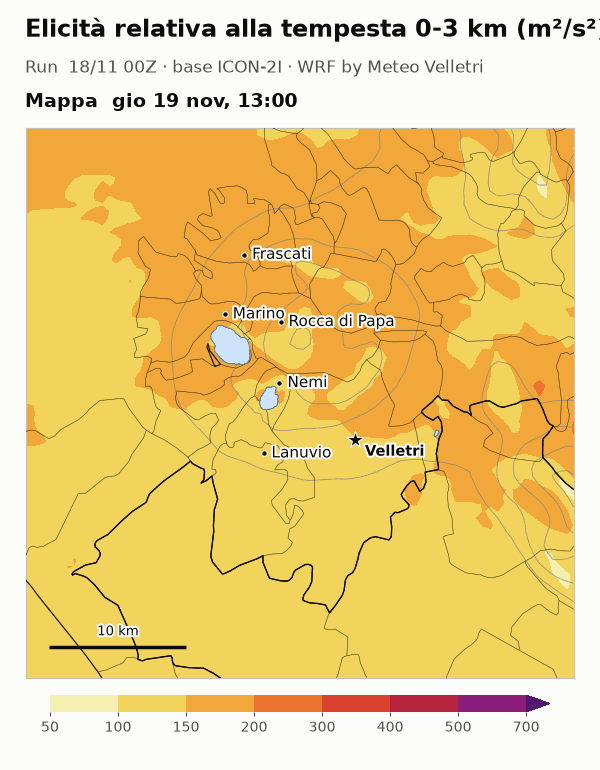 Elicità relativa alla tempesta 0-3 km (m²/s²)
Run  18/11 00Z · base ICON-2I · WRF by Meteo Velletri
Mappa  gio 19 nov, 13:00
Frascati
Marino
Rocca di Papa
Nemi
Velletri
Lanuvio
10 km
50 100 150 200 300 400 500 700